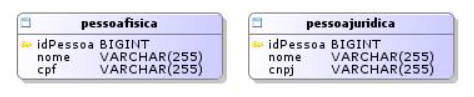 pessoafisica
idPessoa BIGINT
nome VARCHAR(255)
cpf VARCHAR(255)
pessoajuridica
idPessoa BIGINT
nome VARCHAR(255)
cnpj VARCHAR(255)